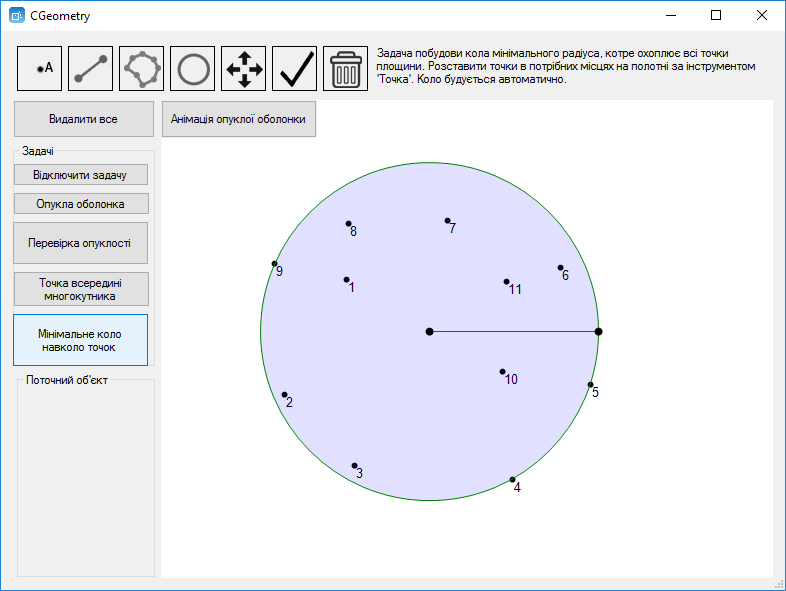 CGeometry
A
Задача побудови кола мінімального радіуса, котре охоплює всі точки
площини. Розставити точки в потрібних місцях на полотні за інструментом
'Точка'. Коло будується автоматично.
Видалити все
Анімація опуклої оболонки
Задачі
Відключити задачу
Опукла оболонка
Перевірка опуклості
Точка всередині
многокутника
Мінімальне коло
навколо точок
Поточний об'єкт
7
8
9
6
1
11
10
5
2
3
4